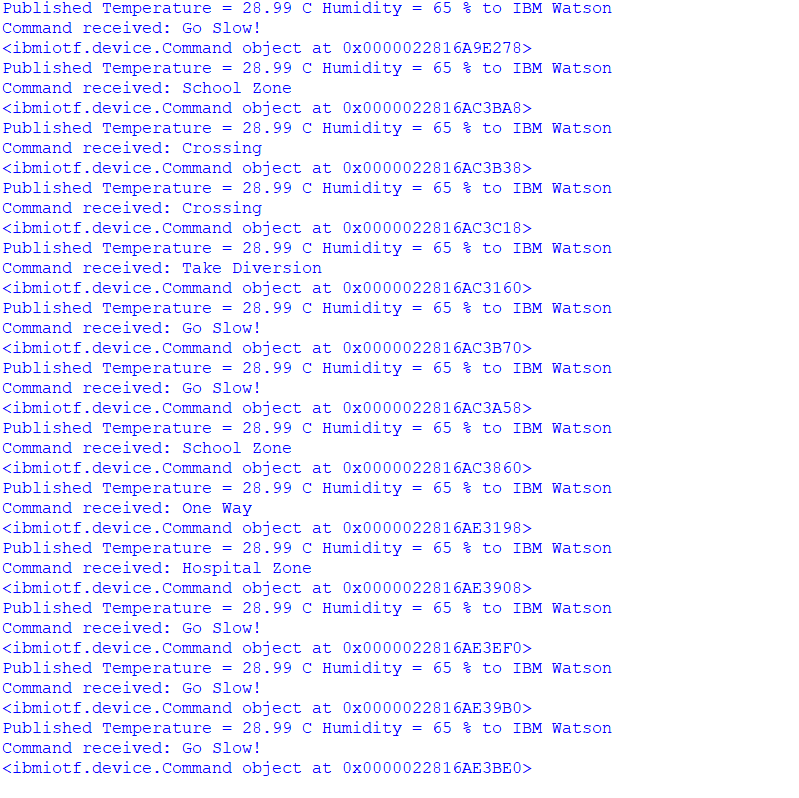 Published Temperature = 28.99 C Humidity = 65 % to IBM Watson
Command received: Go Slow!
<ibmiotf.device.Command object at 0x0000022816A9E278>
Published Temperature = 28.99 C Humidity = 65 % to IBM Watson
Command received: School Zone
<ibmiotf.device.Command object at 0x0000022816AC3BA8>
Published Temperature = 28.99 C Humidity = 65 % to IBM Watson
Command received: Crossing
<ibmiotf.device.Command object at 0x0000022816AC3B38>
Published Temperature = 28.99 C Humidity = 65 % to IBM Watson
Command received: Crossing
<ibmiotf.device.Command object at 0x0000022816AC3C18>
Published Temperature = 28.99 C Humidity = 65 % to IBM Watson
Command received: Take Diversion
<ibmiotf.device.Command object at 0x0000022816AC3160>
Published Temperature = 28.99 C Humidity = 65 % to IBM Watson
Command received: Go Slow!
<ibmiotf.device.Command object at 0x0000022816AC3B70>
Published Temperature = 28.99 C Humidity = 65 % to IBM Watson
Command received: Go Slow!
<ibmiotf.device.Command object at 0x0000022816AC3A58>
Published Temperature = 28.99 C Humidity = 65 % to IBM Watson
Command received: School Zone
<ibmiotf.device.Command object at 0x0000022816AC3860>
Published Temperature = 28.99 C Humidity = 65 % to IBM Watson
Command received: One Way
<ibmiotf.device.Command object at 0x0000022816AE3198>
Published Temperature = 28.99 C Humidity = 65 % to IBM Watson
Command received: Hospital Zone
<ibmiotf.device.Command object at 0x0000022816AE3908>
Published Temperature = 28.99 C Humidity = 65 % to IBM Watson
Command received: Go Slow!
<ibmiotf.device.Command object at 0x0000022816AE3EF0>
Published Temperature = 28.99 C Humidity = 65 % to IBM Watson
Command received: Go Slow!
<ibmiotf.device.Command object at 0x0000022816AE39B0>
Published Temperature = 28.99 C Humidity = 65 % to IBM Watson
Command received: Go Slow!
<ibmiotf.device.Command object at 0x0000022816AE3BE0>